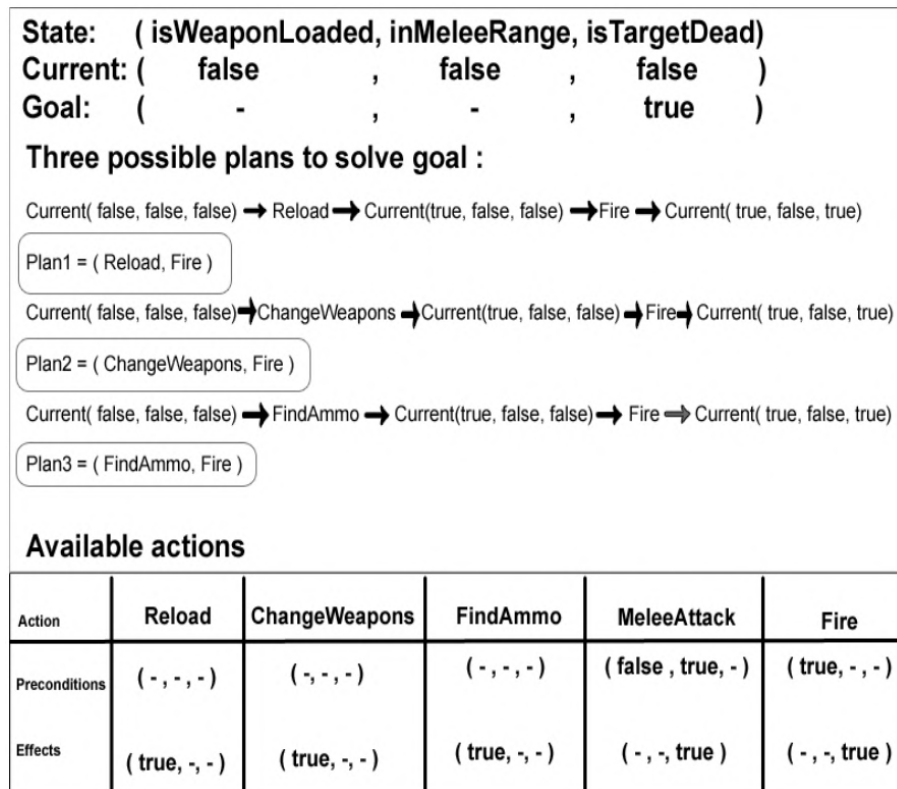 State: ( isWeaponLoaded, inMeleeRange, isTargetDead)
Current: ( false , false , false )
Goal: ( - , - , true )
Three possible plans to solve goal :
Current( false, false, false) → Reload → Current(true, false, false) → Fire → Current( true, false, true)
Plan1 = ( Reload, Fire )
Current( false, false, false) → ChangeWeapons → Current(true, false, false) → Fire → Current( true, false, true)
Plan2 = ( ChangeWeapons, Fire )
Current( false, false, false) → FindAmmo → Current(true, false, false) → Fire ⇒ Current( true, false, true)
Plan3 = ( FindAmmo, Fire )
Available actions
Action Reload ChangeWeapons FindAmmo MeleeAttack Fire
Preconditions ( - , - , - ) ( -, - , - ) ( - , - , - ) ( false , true, - ) ( true, - , - )
Effects ( true, -, - ) ( true, -, - ) ( true, -, - ) ( - , -, true ) ( - , -, true )